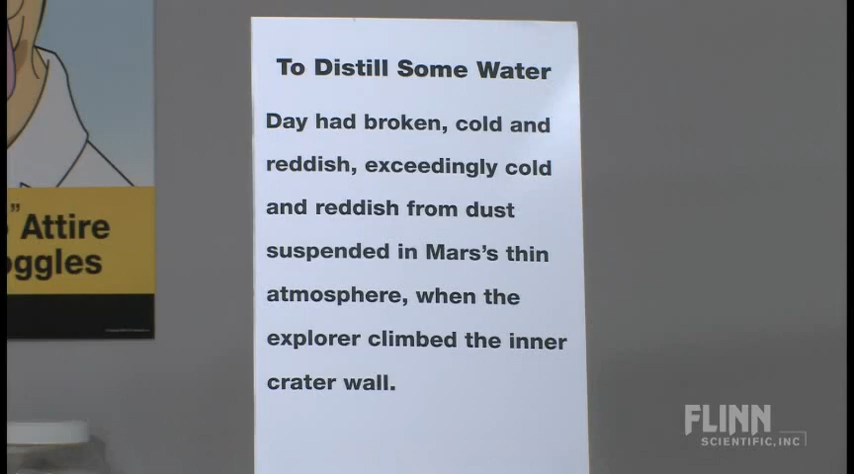 To Distill Some Water
Day had broken, cold and
reddish, exceedingly cold
and reddish from dust
suspended in Mars's thin
atmosphere, when the
explorer climbed the inner
crater wall.
" Attire
oggles
FLINN
SCIENTIFIC, INC